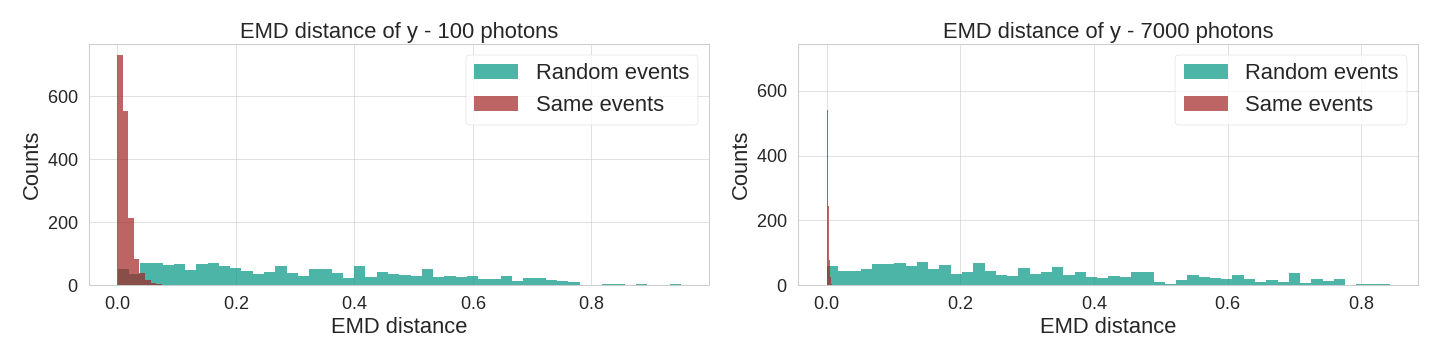 EMD distance of y - 100 photons
Random events
Same events
Counts
600
400
200
0
0.0 0.2 0.4 0.6 0.8
EMD distance
EMD distance of y - 7000 photons
Random events
Same events
Counts
600
400
200
0
0.0 0.2 0.4 0.6 0.8
EMD distance